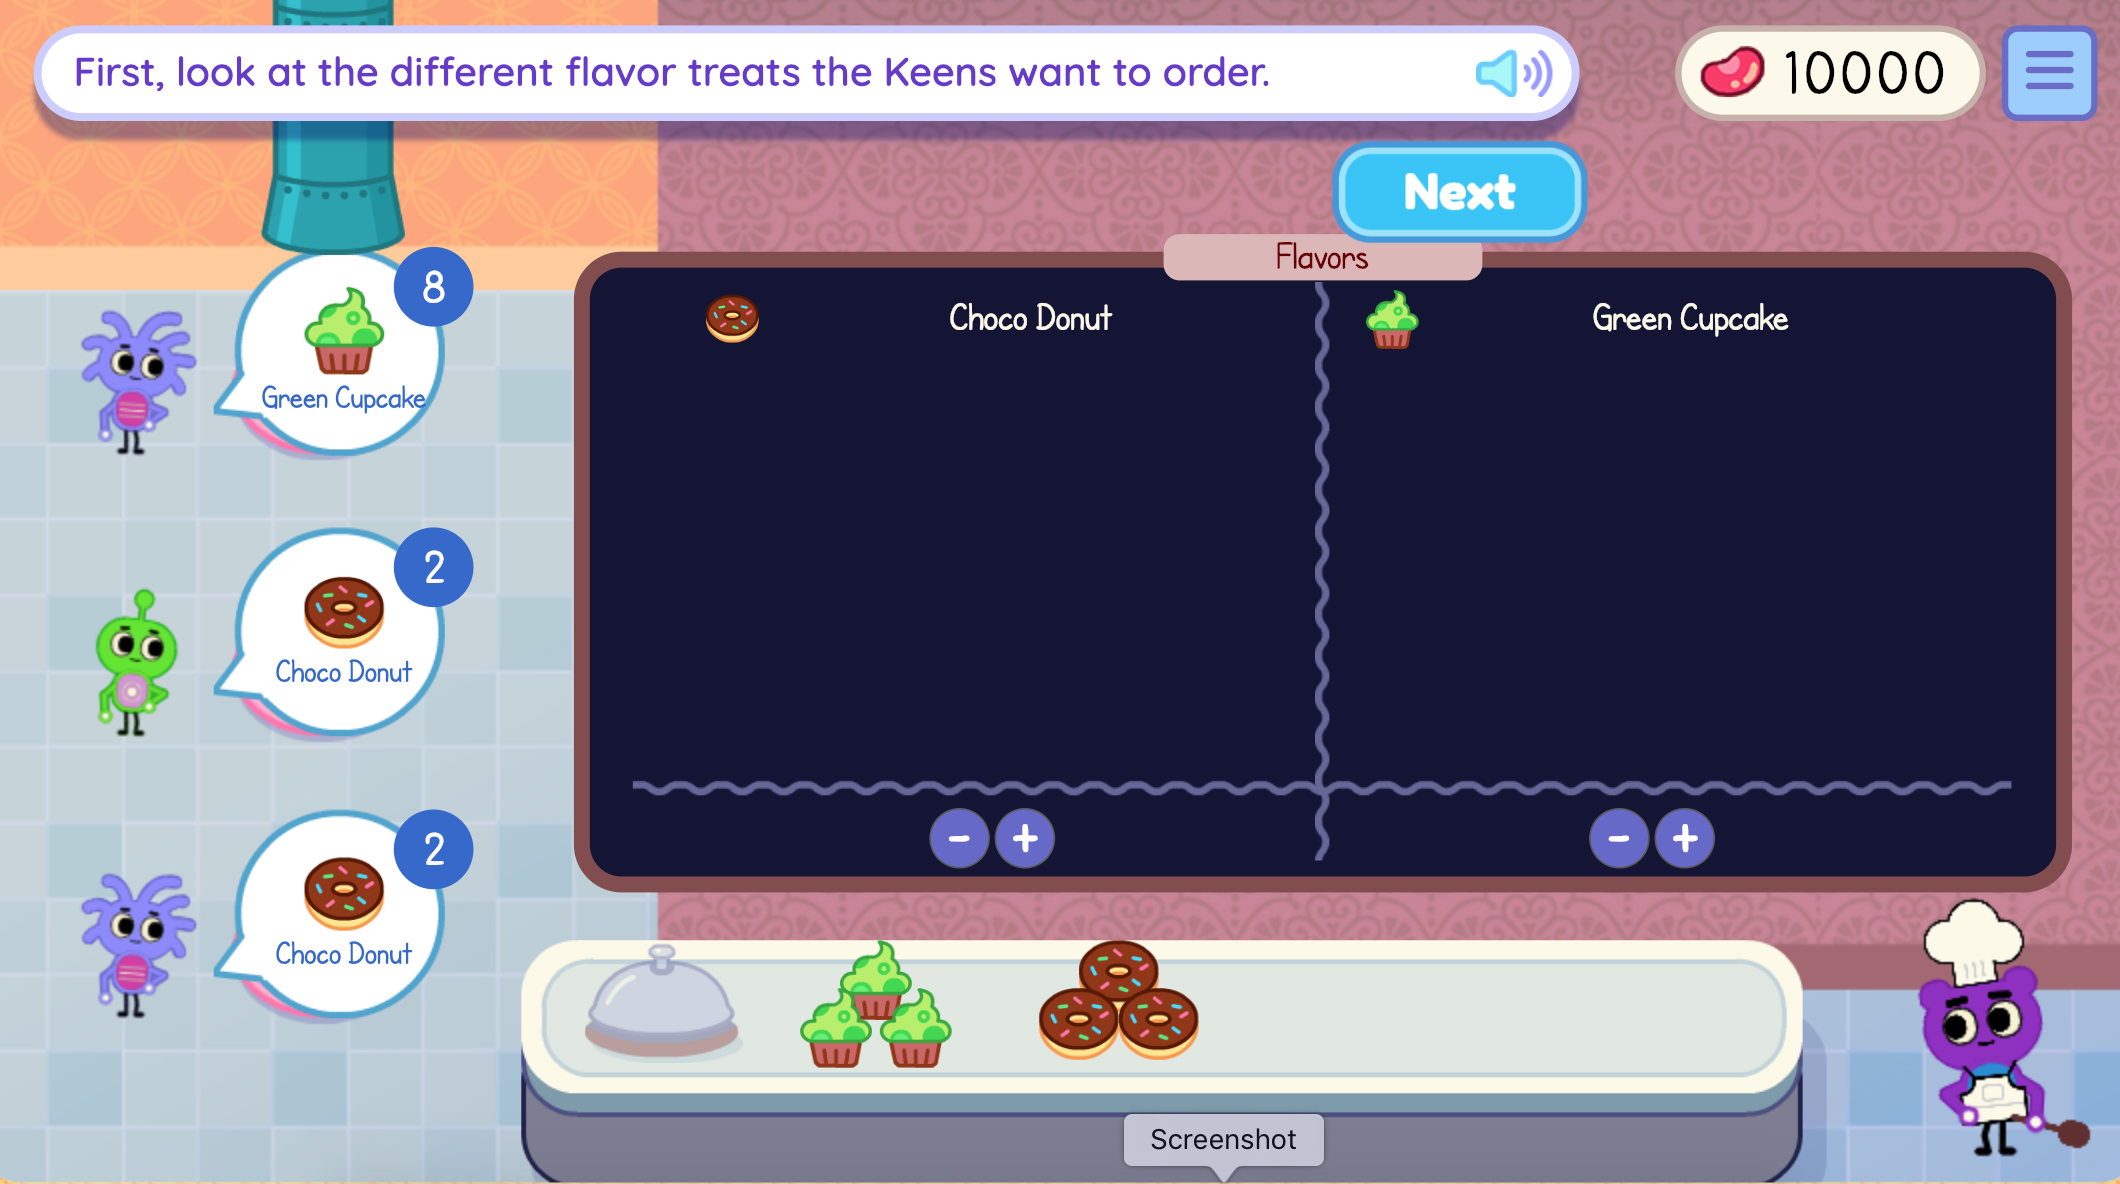 First, look at the different flavor treats the Keens want to order.
10000
Next
Flavors
8
Green Cupcake
Choco Donut
Green Cupcake
2
Choco Donut
2
Choco Donut
- +
- +
Screenshot